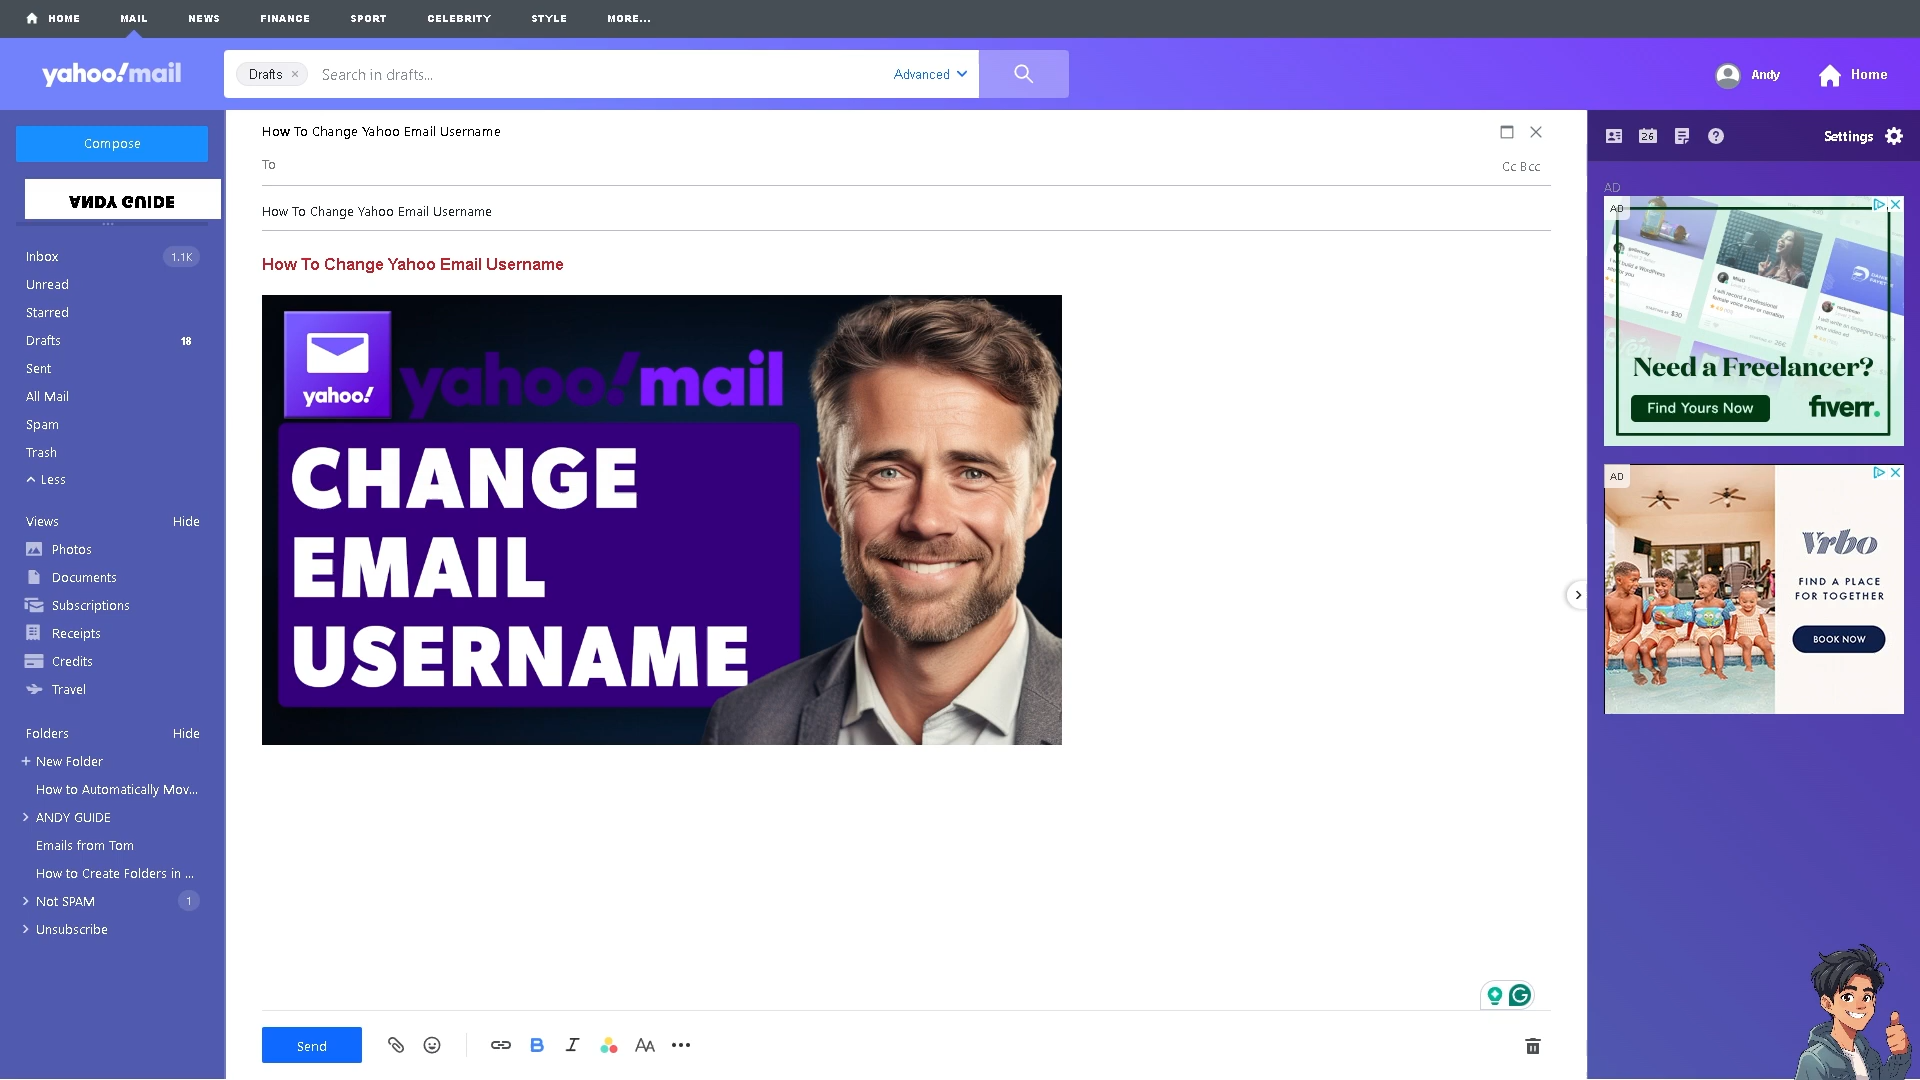 HOME MAIL NEWS FINANCE SPORT CELEBRITY STYLE MORE...
yahoo!mail
Drafts × Search in drafts... Advanced
Andy Home
Compose
ANDY GUIDE
Inbox 1.1K
Unread
Starred
Drafts 18
Sent
All Mail
Spam
Trash
Less
Views Hide
Photos
Documents
Subscriptions
Receipts
Credits
Travel
Folders Hide
+ New Folder
How to Automatically Mov...
ANDY GUIDE
Emails from Tom
How to Create Folders in ...
Not SPAM 1
Unsubscribe
How To Change Yahoo Email Username
To Cc Bcc
How To Change Yahoo Email Username
How To Change Yahoo Email Username
yahoo!
yahoo!mail
CHANGE
EMAIL
USERNAME
Send
26 Settings
AD
AD
Need a Freelancer?
Find Yours Now fiverr.
AD
Vrbo
FIND A PLACE
FOR TOGETHER
BOOK NOW